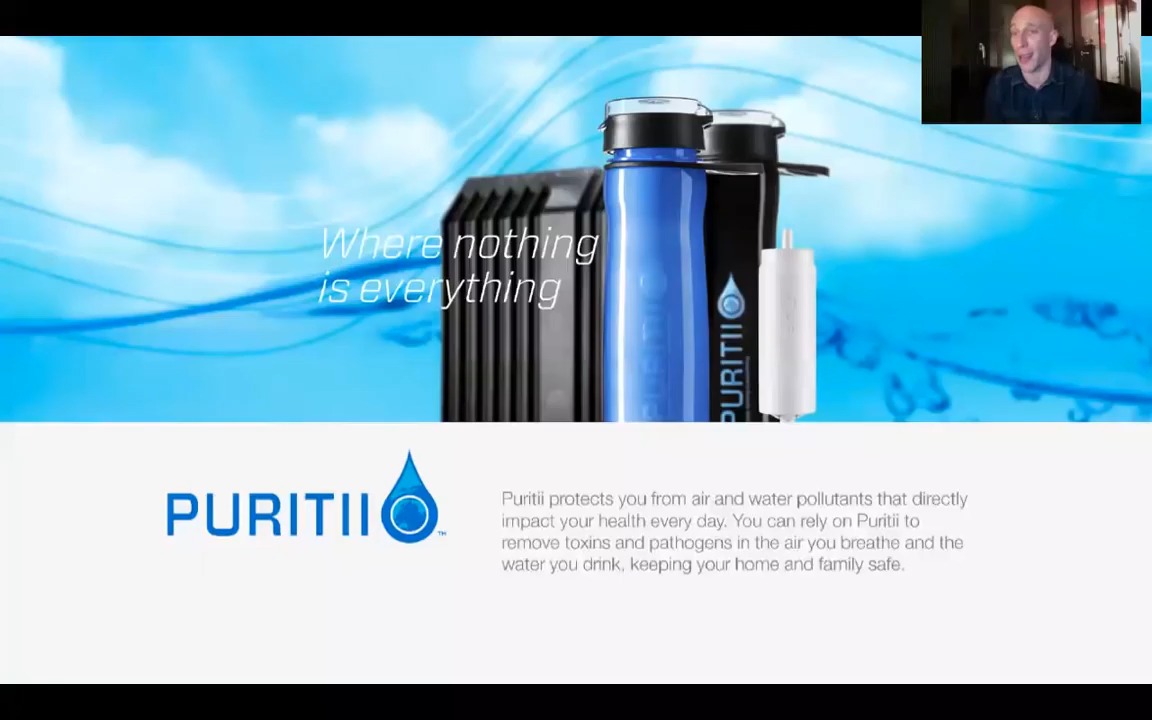 Where nothing
is everything
PURITII
PURITII
PURITII™
Puritii protects you from air and water pollutants that directly
impact your health every day. You can rely on Puritii to
remove toxins and pathogens in the air you breathe and the
water you drink, keeping your home and family safe.